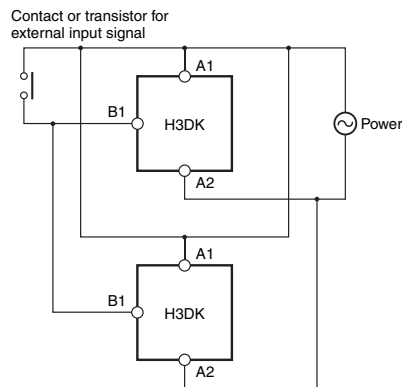 Contact or transistor for
external input signal
A1
B1
H3DK
Power
A2
A1
B1
H3DK
A2